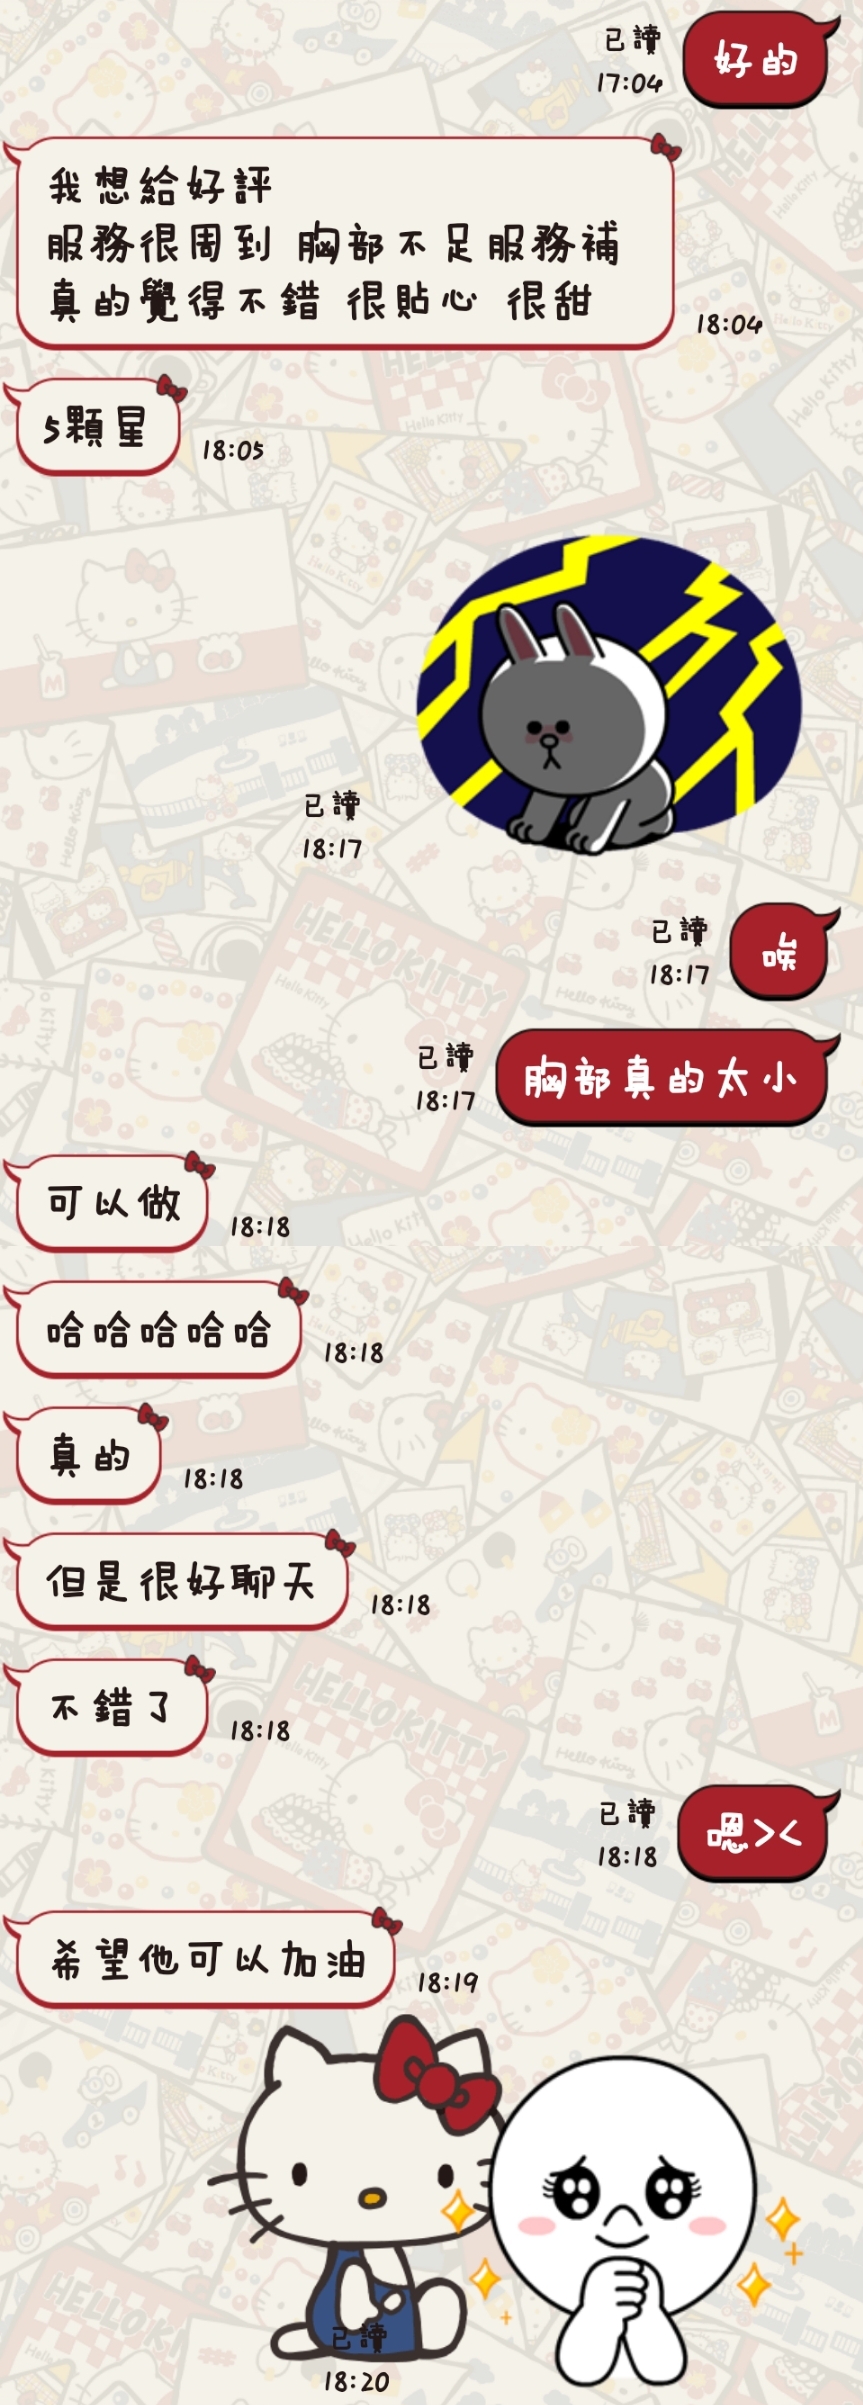 好的
已讀
17:04
我想給好評
服務很周到 胸部不足服務補
真的覺得不錯 很貼心 很甜
18:04
5顆星
18:05
已讀
18:17
唉
已讀
18:17
胸部真的太小
已讀
18:17
可以做
18:18
哈哈哈哈哈
18:18
真的
18:18
但是很好聊天
18:18
不錯了
18:18
嗯><
已讀
18:18
希望他可以加油
18:19
已讀
18:20
HELLO KITTY
Hello Kitty